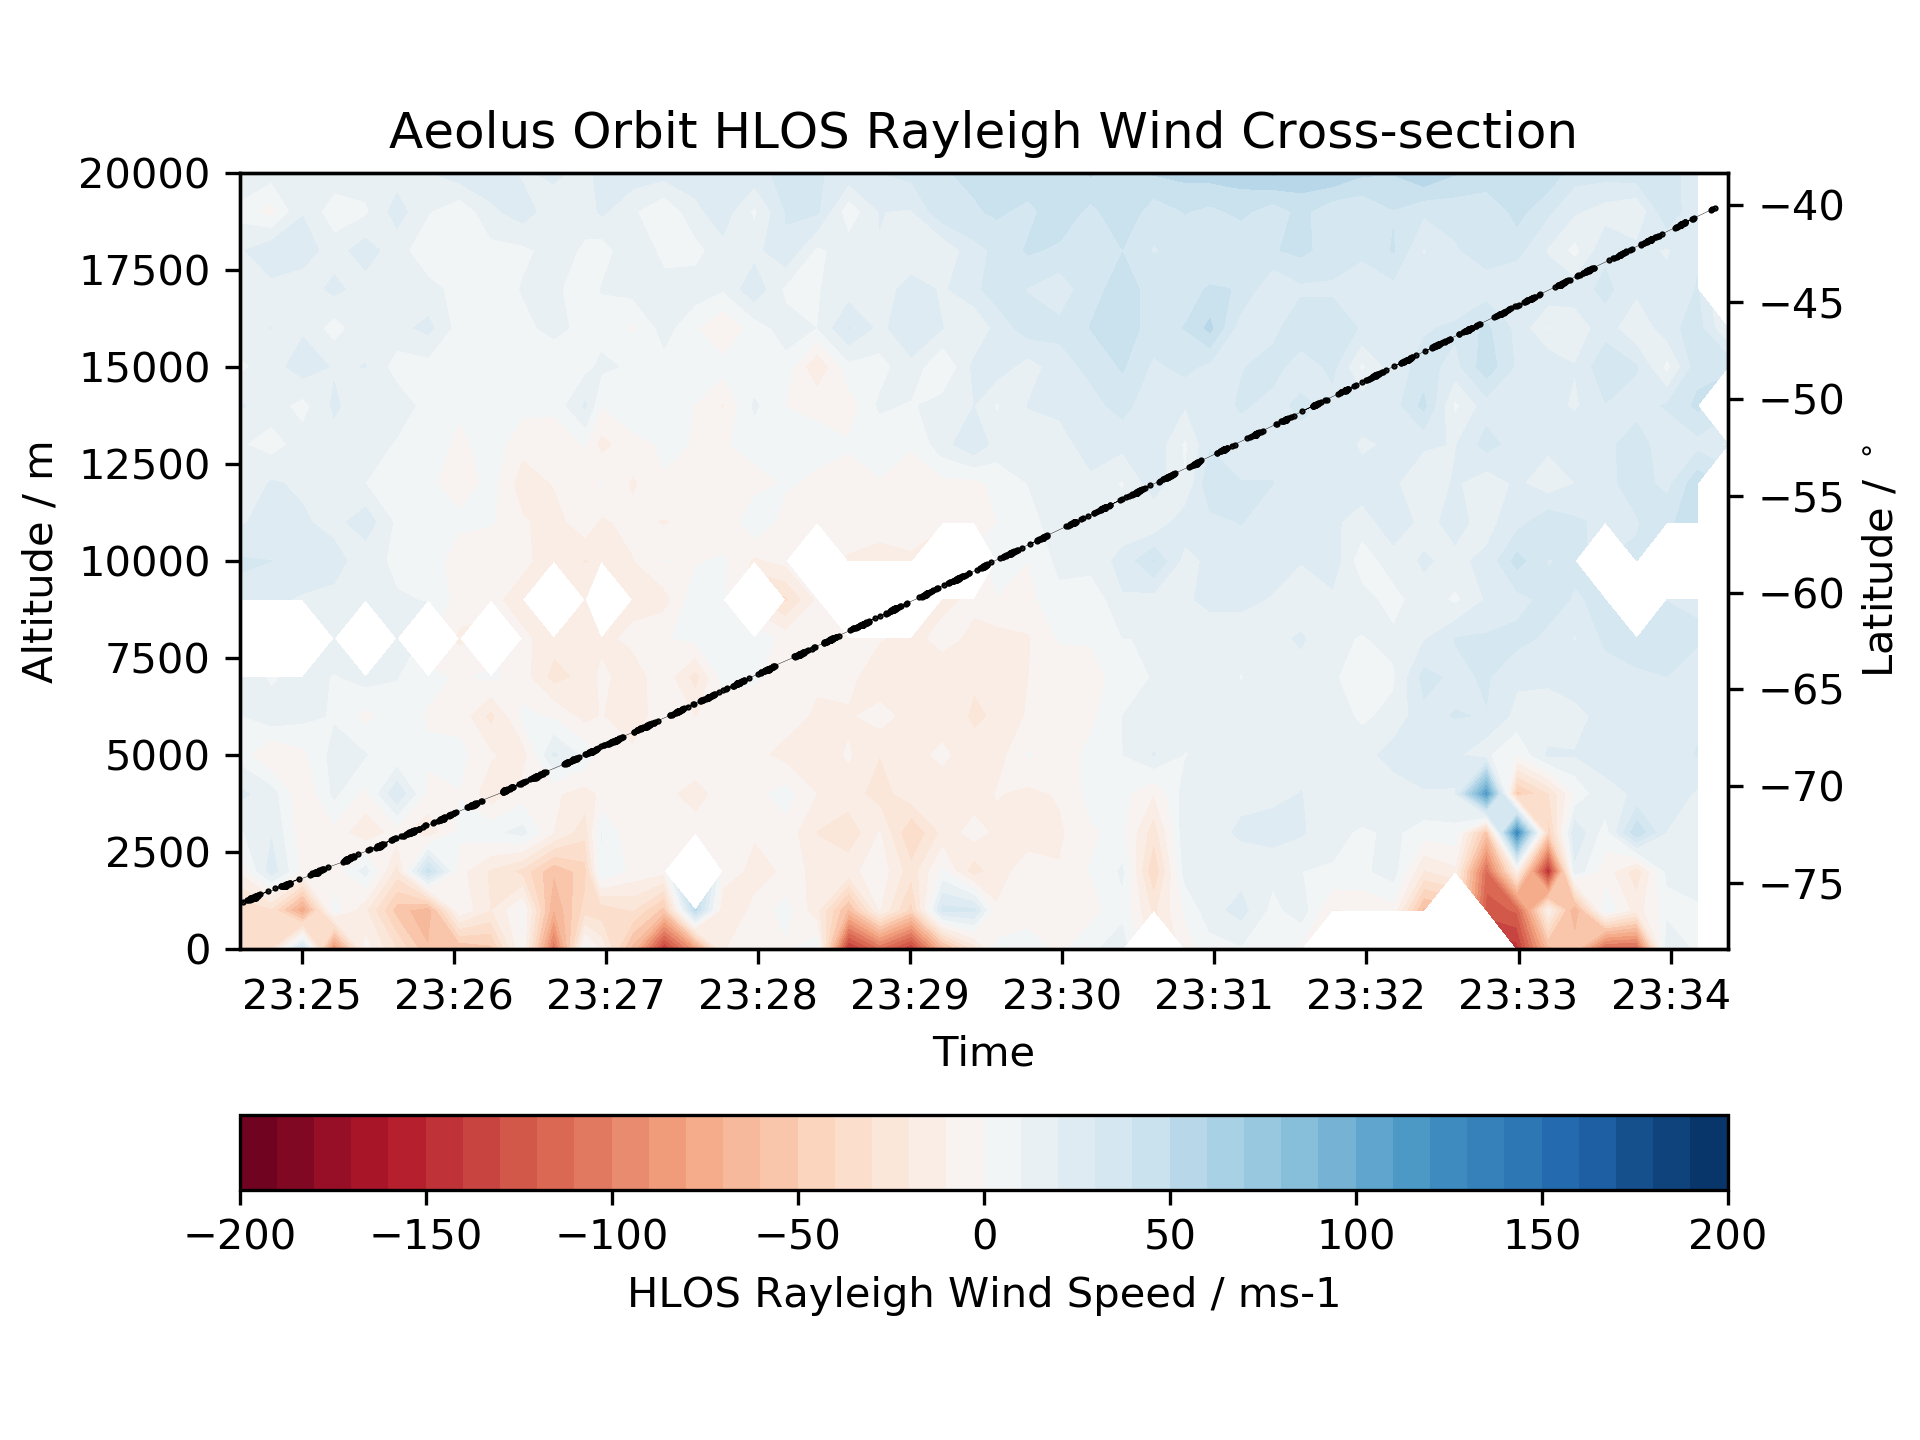 Aeolus Orbit HLOS Rayleigh Wind Cross-section
20000
17500
15000
12500
10000
7500
5000
2500
0
Altitude / m
−40
−45
−50
−55
−60
−65
−70
−75
Latitude / °
23:25 23:26 23:27 23:28 23:29 23:30 23:31 23:32 23:33 23:34
Time
−200 −150 −100 −50 0 50 100 150 200
HLOS Rayleigh Wind Speed / ms-1